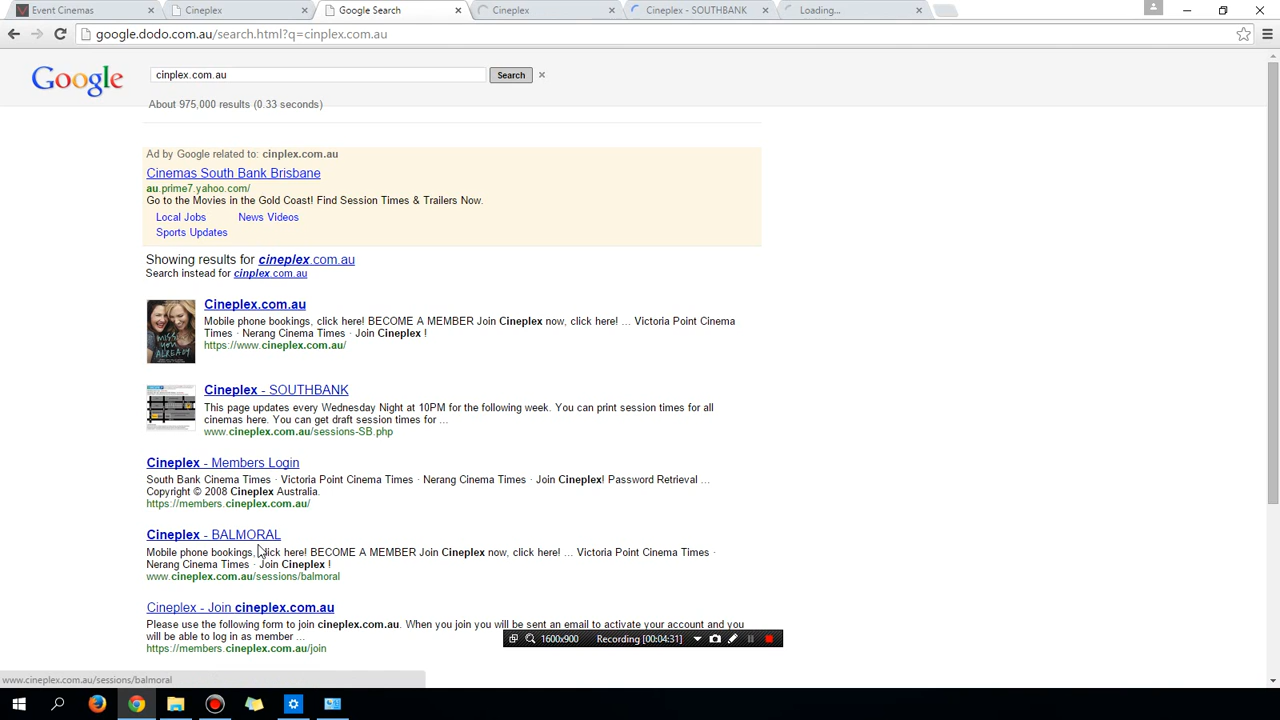 Event Cinemas
Cineplex
Google Search
Cineplex
Cineplex - SOUTHBANK
Loading...
google.dodo.com.au/search.html?q=cinplex.com.au
Google
cinplex.com.au
Search
About 975,000 results (0.33 seconds)
Ad by Google related to: cinplex.com.au
Cinemas South Bank Brisbane
au.prime7.yahoo.com/
Go to the Movies in the Gold Coast! Find Session Times & Trailers Now.
Local Jobs News Videos
Sports Updates
Showing results for cineplex.com.au
Search instead for cinplex.com.au
Cineplex.com.au
Mobile phone bookings, click here! BECOME A MEMBER Join Cineplex now, click here! ... Victoria Point Cinema
Times · Nerang Cinema Times · Join Cineplex !
https://www.cineplex.com.au/
MISS
YOU
ALREADY
Cineplex - SOUTHBANK
This page updates every Wednesday Night at 10PM for the following week. You can print session times for all
cinemas here. You can get draft session times for ...
www.cineplex.com.au/sessions-SB.php
Cineplex - Members Login
South Bank Cinema Times · Victoria Point Cinema Times · Nerang Cinema Times · Join Cineplex! Password Retrieval ...
Copyright © 2008 Cineplex Australia.
https://members.cineplex.com.au/
Cineplex - BALMORAL
Mobile phone bookings, click here! BECOME A MEMBER Join Cineplex now, click here! ... Victoria Point Cinema Times ·
Nerang Cinema Times · Join Cineplex !
www.cineplex.com.au/sessions/balmoral
Cineplex - Join cineplex.com.au
Please use the following form to join cineplex.com.au. When you join you will be sent an email to activate your account and you
will be able to log in as member ...
https://members.cineplex.com.au/join
1600x900 Recording [00:04:31]
www.cineplex.com.au/sessions/balmoral